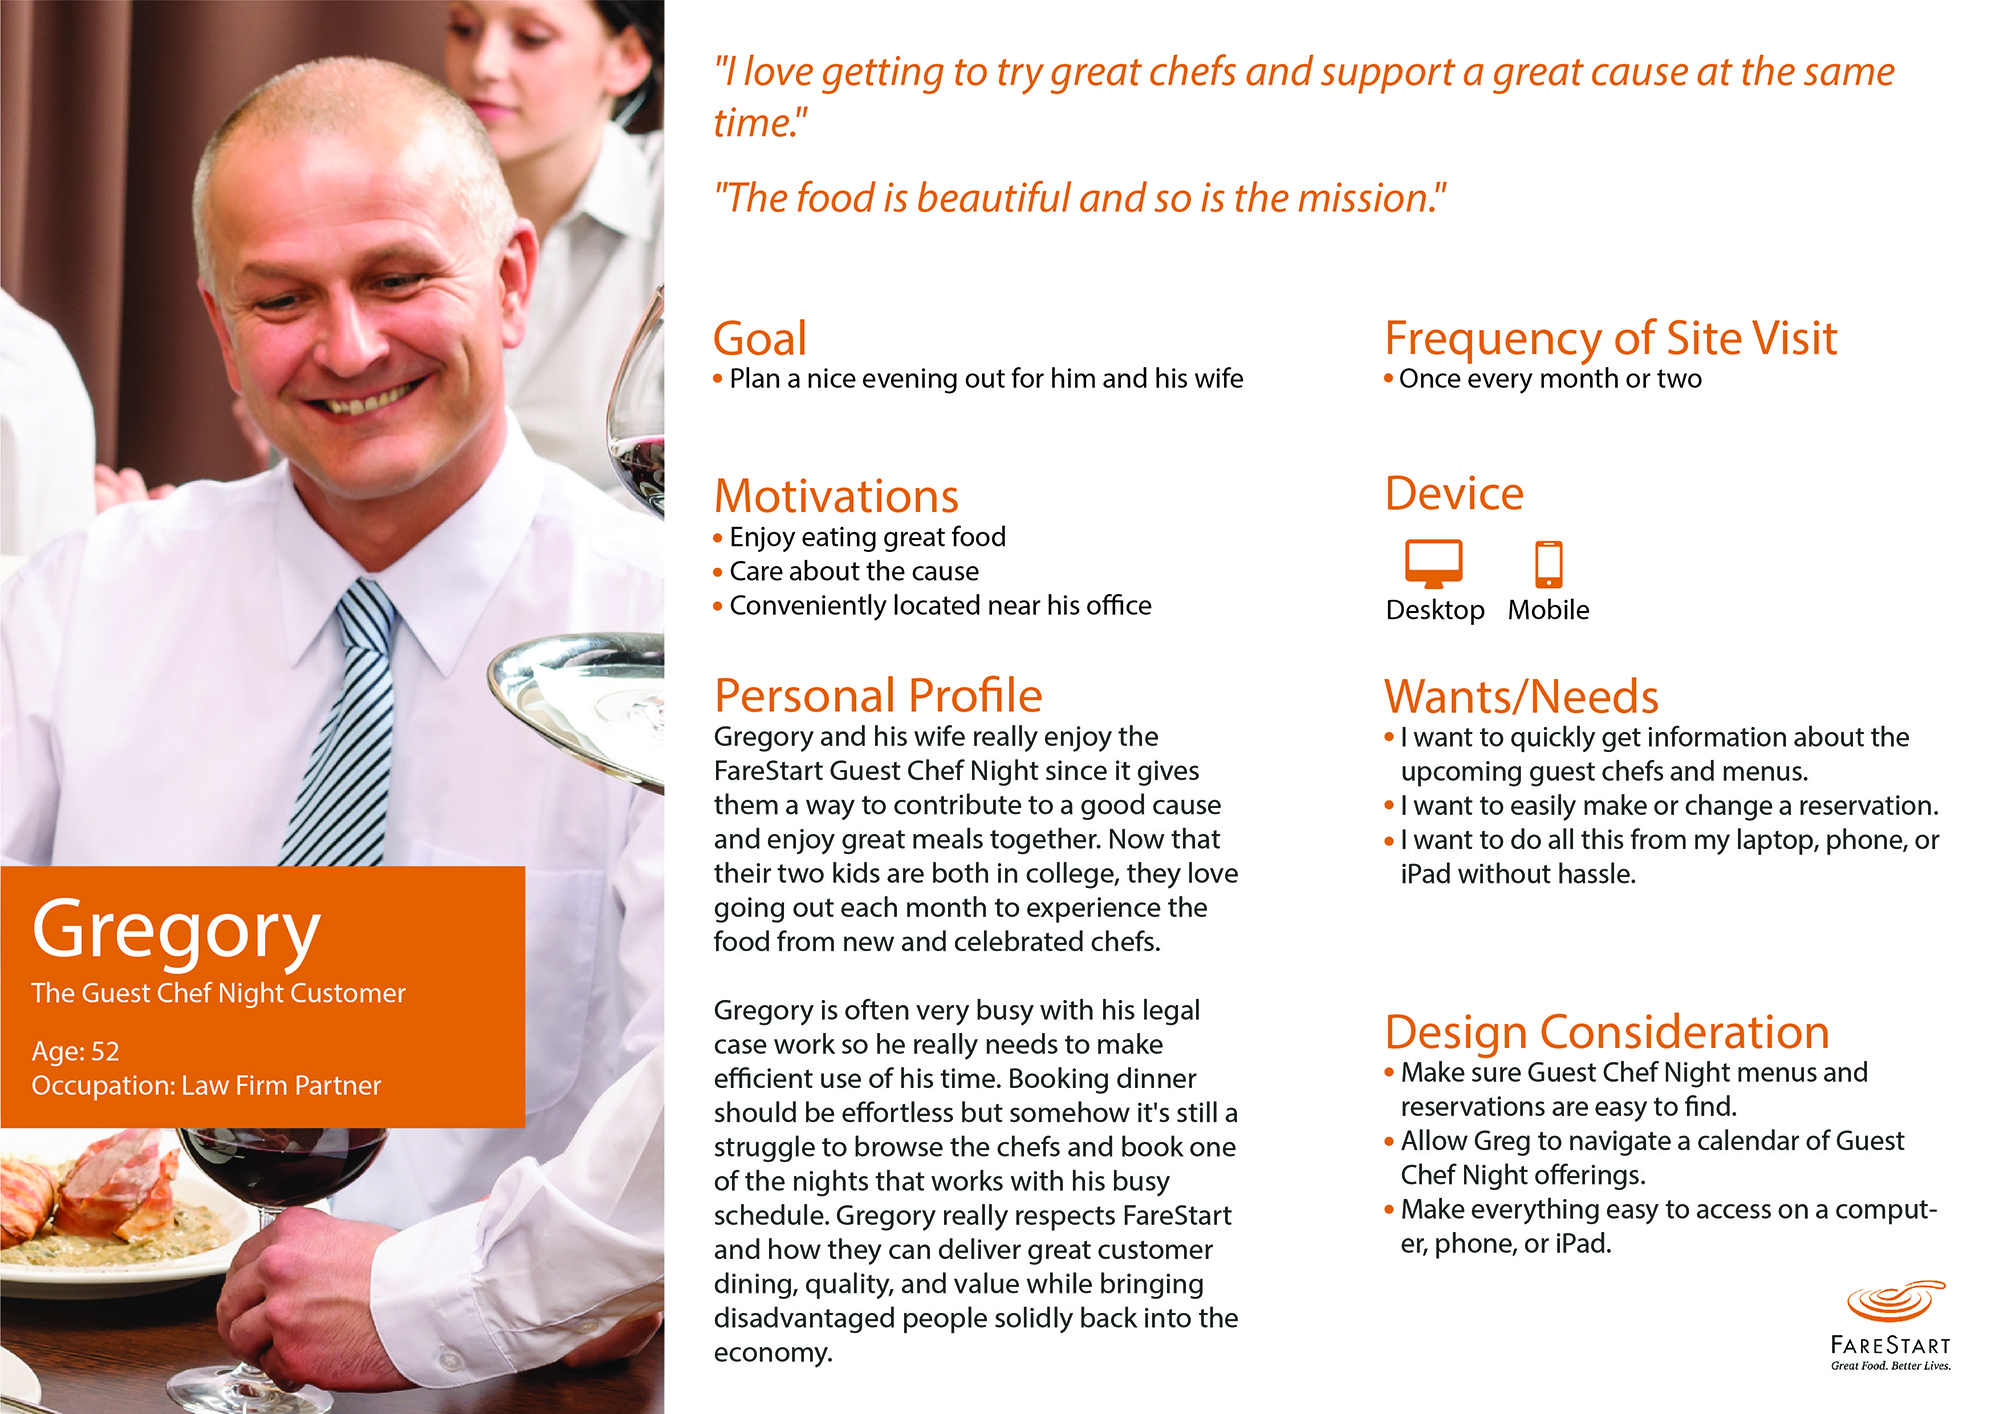 "I love getting to try great chefs and support a great cause at the same
time."
"The food is beautiful and so is the mission."
Goal
• Plan a nice evening out for him and his wife
Motivations
• Enjoy eating great food
• Care about the cause
• Conveniently located near his office
Personal Profile
Gregory and his wife really enjoy the
FareStart Guest Chef Night since it gives
them a way to contribute to a good cause
and enjoy great meals together. Now that
their two kids are both in college, they love
going out each month to experience the
food from new and celebrated chefs.
Gregory is often very busy with his legal
case work so he really needs to make
efficient use of his time. Booking dinner
should be effortless but somehow it's still a
struggle to browse the chefs and book one
of the nights that works with his busy
schedule. Gregory really respects FareStart
and how they can deliver great customer
dining, quality, and value while bringing
disadvantaged people solidly back into the
economy.
Frequency of Site Visit
• Once every month or two
Device
Desktop Mobile
Wants/Needs
• I want to quickly get information about the
upcoming guest chefs and menus.
• I want to easily make or change a reservation.
• I want to do all this from my laptop, phone, or
iPad without hassle.
Design Consideration
• Make sure Guest Chef Night menus and
reservations are easy to find.
• Allow Greg to navigate a calendar of Guest
Chef Night offerings.
• Make everything easy to access on a comput-
er, phone, or iPad.
Gregory
The Guest Chef Night Customer
Age: 52
Occupation: Law Firm Partner
FARESTART
Great Food. Better Lives.